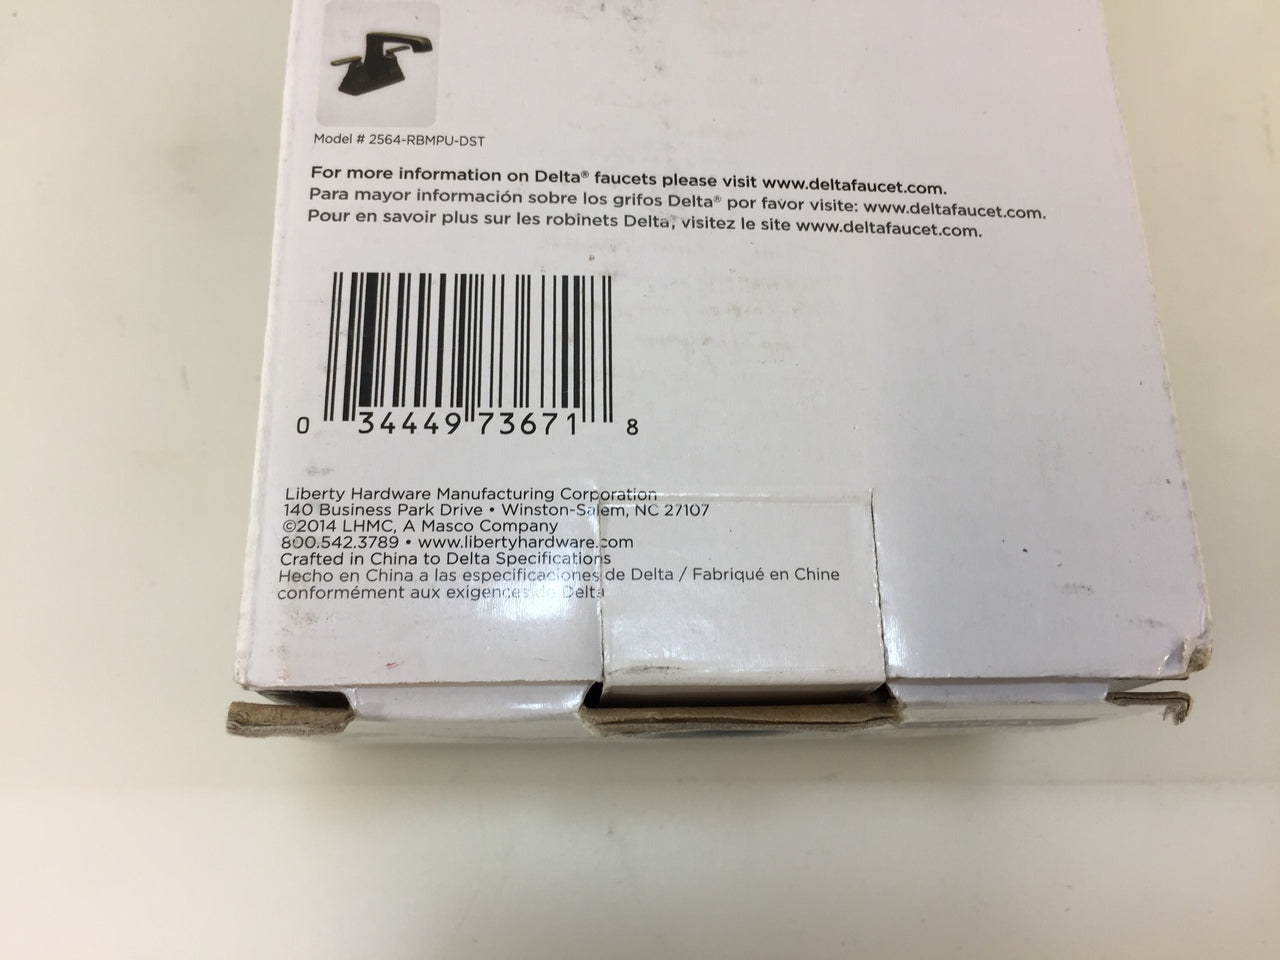 Model # 2564-RBMPU-DST
For more information on Delta® faucets please visit www.deltafaucet.com.
Para mayor información sobre los grifos Delta® por favor visite: www.deltafaucet.com.
Pour en savoir plus sur les robinets Delta, visitez le site www.deltafaucet.com.
0 34449 73671 8
Liberty Hardware Manufacturing Corporation
140 Business Park Drive • Winston-Salem, NC 27107
©2014 LHMC, A Masco Company
800.542.3789 • www.libertyhardware.com
Crafted in China to Delta Specifications
Hecho en China a las especificaciones de Delta / Fabriqué en Chine
conformément aux exigences de Delta